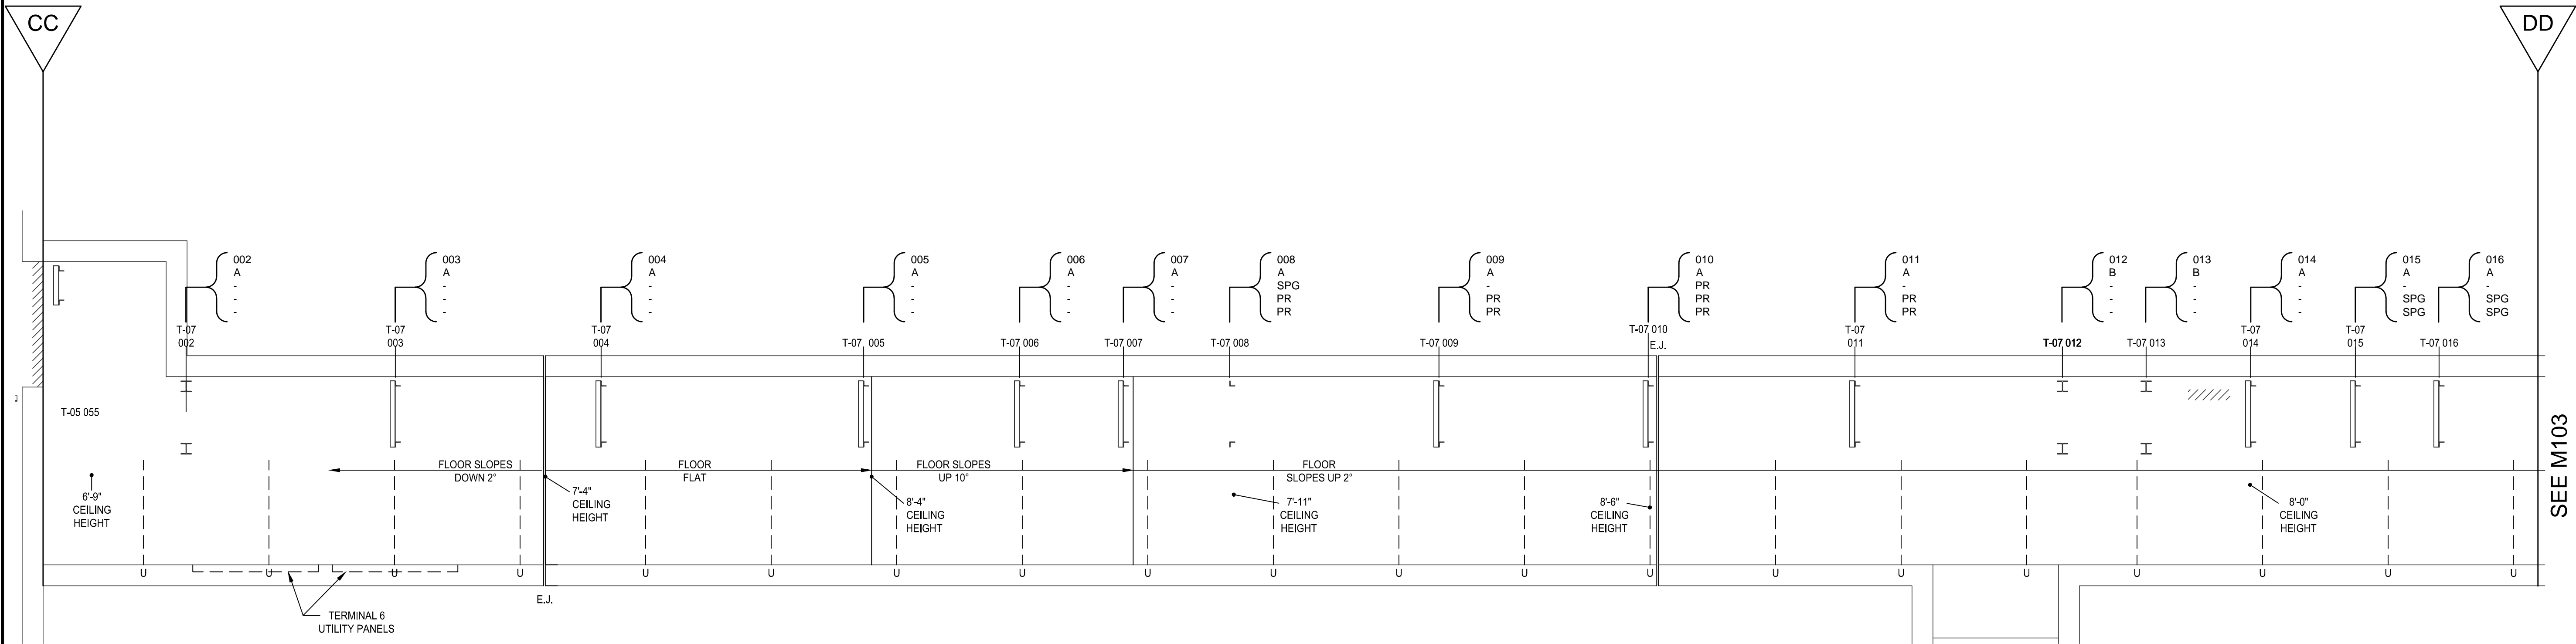 CC
DD
002
A
-
-
-
003
A
-
-
-
004
A
-
-
-
005
A
-
-
-
006
A
-
-
-
007
A
-
-
-
008
A
SPG
PR
PR
009
A
-
PR
PR
010
A
PR
PR
PR
011
A
-
PR
PR
012
B
-
-
-
013
B
-
-
-
014
A
-
-
-
015
A
-
SPG
SPG
016
A
-
SPG
SPG
T-07
002
T-07
003
T-07
004
T-07 005
T-07 006
T-07 007
T-07 008
T-07 009
T-07 010
E.J.
T-07
011
T-07 012
T-07 013
T-07
014
T-07
015
T-07 016
T-05 055
SEE M103
FLOOR SLOPES
DOWN 2°
FLOOR
FLAT
FLOOR SLOPES
UP 10°
FLOOR
SLOPES UP 2°
6'-9"
CEILING
HEIGHT
7'-4"
CEILING
HEIGHT
8'-4"
CEILING
HEIGHT
7'-11"
CEILING
HEIGHT
8'-6"
CEILING
HEIGHT
8'-0"
CEILING
HEIGHT
U U U U U U U U U U U U U U U U U U U U
E.J.
TERMINAL 6
UTILITY PANELS